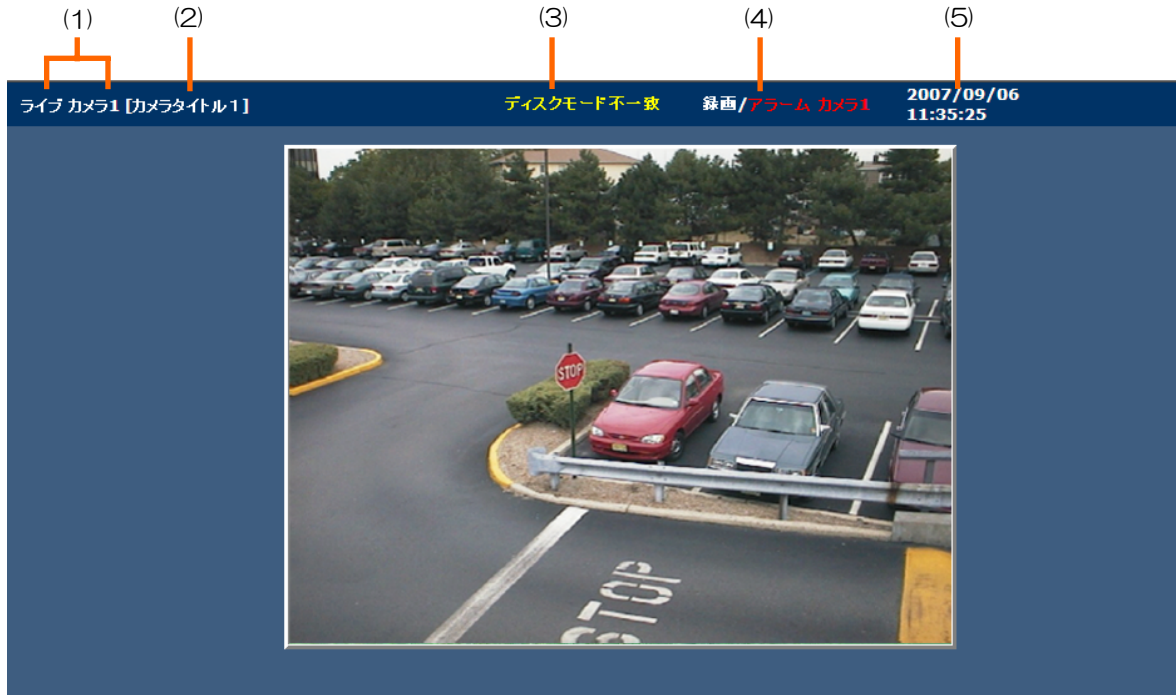 (1) (2) (3) (4) (5)
ライブ カメラ1 [カメラタイトル1] ディスクモード不一致 録画/アラーム カメラ1 2007/09/06
11:35:25
STOP
STOP